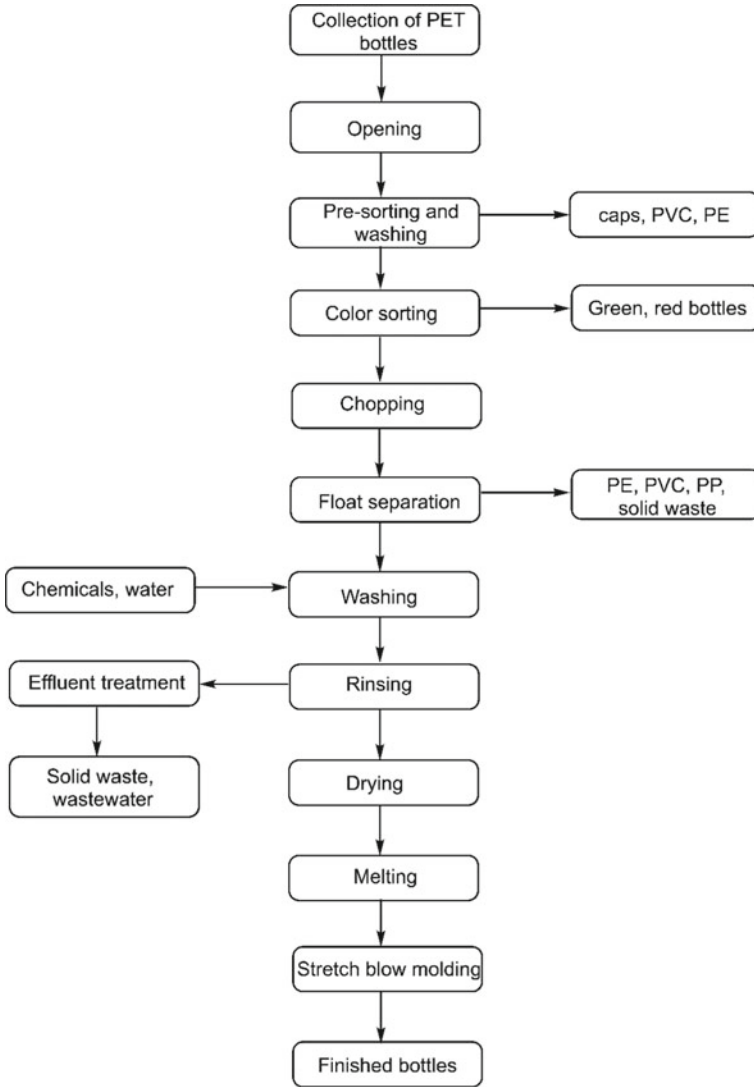 Collection of PET
bottles
Opening
Pre-sorting and
washing
caps, PVC, PE
Color sorting
Green, red bottles
Chopping
Float separation
PE, PVC, PP,
solid waste
Chemicals, water
Washing
Effluent treatment
Rinsing
Solid waste,
wastewater
Drying
Melting
Stretch blow molding
Finished bottles